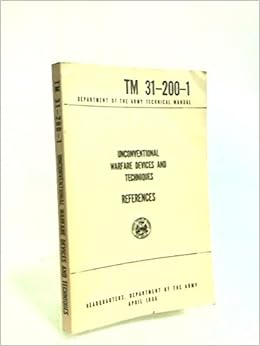 TM 31-200-1
DEPARTMENT OF THE ARMY TECHNICAL MANUAL
UNCONVENTIONAL
WARFARE DEVICES AND
TECHNIQUES
REFERENCES
HEADQUARTERS, DEPARTMENT OF THE ARMY
APRIL 1966
TM 31-200-1 UNCONVENTIONAL WARFARE DEVICES AND TECHNIQUES